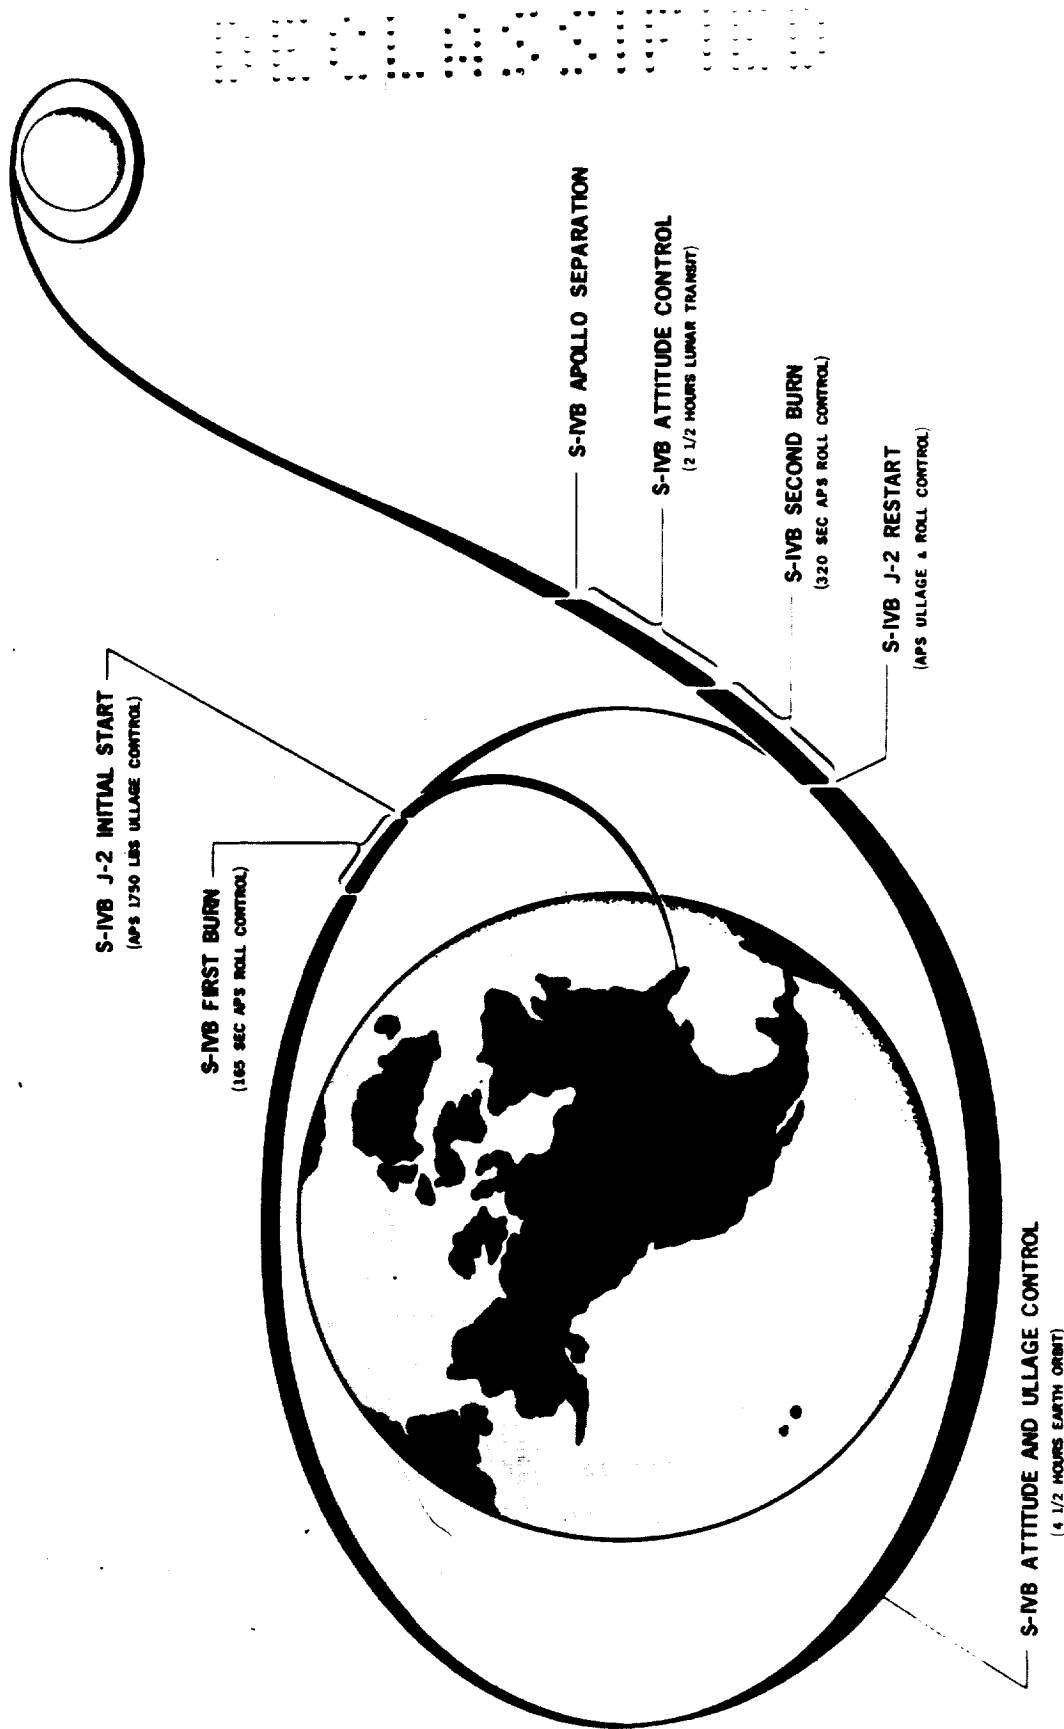 DECLASSIFIED
S-IVB J-2 INITIAL START
(APS 1750 LBS ULLAGE CONTROL)
S-IVB FIRST BURN
(165 SEC APS ROLL CONTROL)
S-IVB APOLLO SEPARATION
S-IVB ATTITUDE CONTROL
(2 1/2 HOURS LUNAR TRANSIT)
S-IVB SECOND BURN
(320 SEC APS ROLL CONTROL)
S-IVB J-2 RESTART
(APS ULLAGE & ROLL CONTROL)
S-IVB ATTITUDE AND ULLAGE CONTROL
(4 1/2 HOURS EARTH ORBIT)